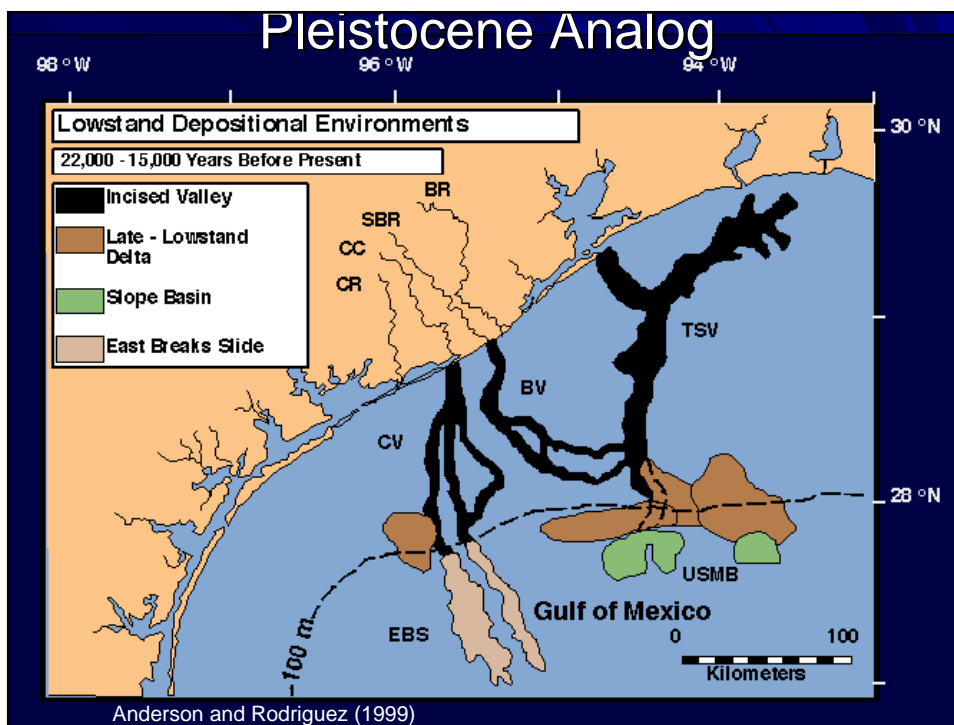 Pleistocene Analog
98 °W
96 °W
94 °W
Lowstand Depositional Environments
30 °N
22,000 -15,000 Years Before Present
BR
Incised Valley
SBR
Late - Lowstand
Delta
CC
CR
Slope Basin
TSV
East Breaks Slide
BV
CV
28 °N
USMB
Gulf of Mexico
EBS
0
100
-100 m
Kilometers
Anderson and Rodriguez (1999)